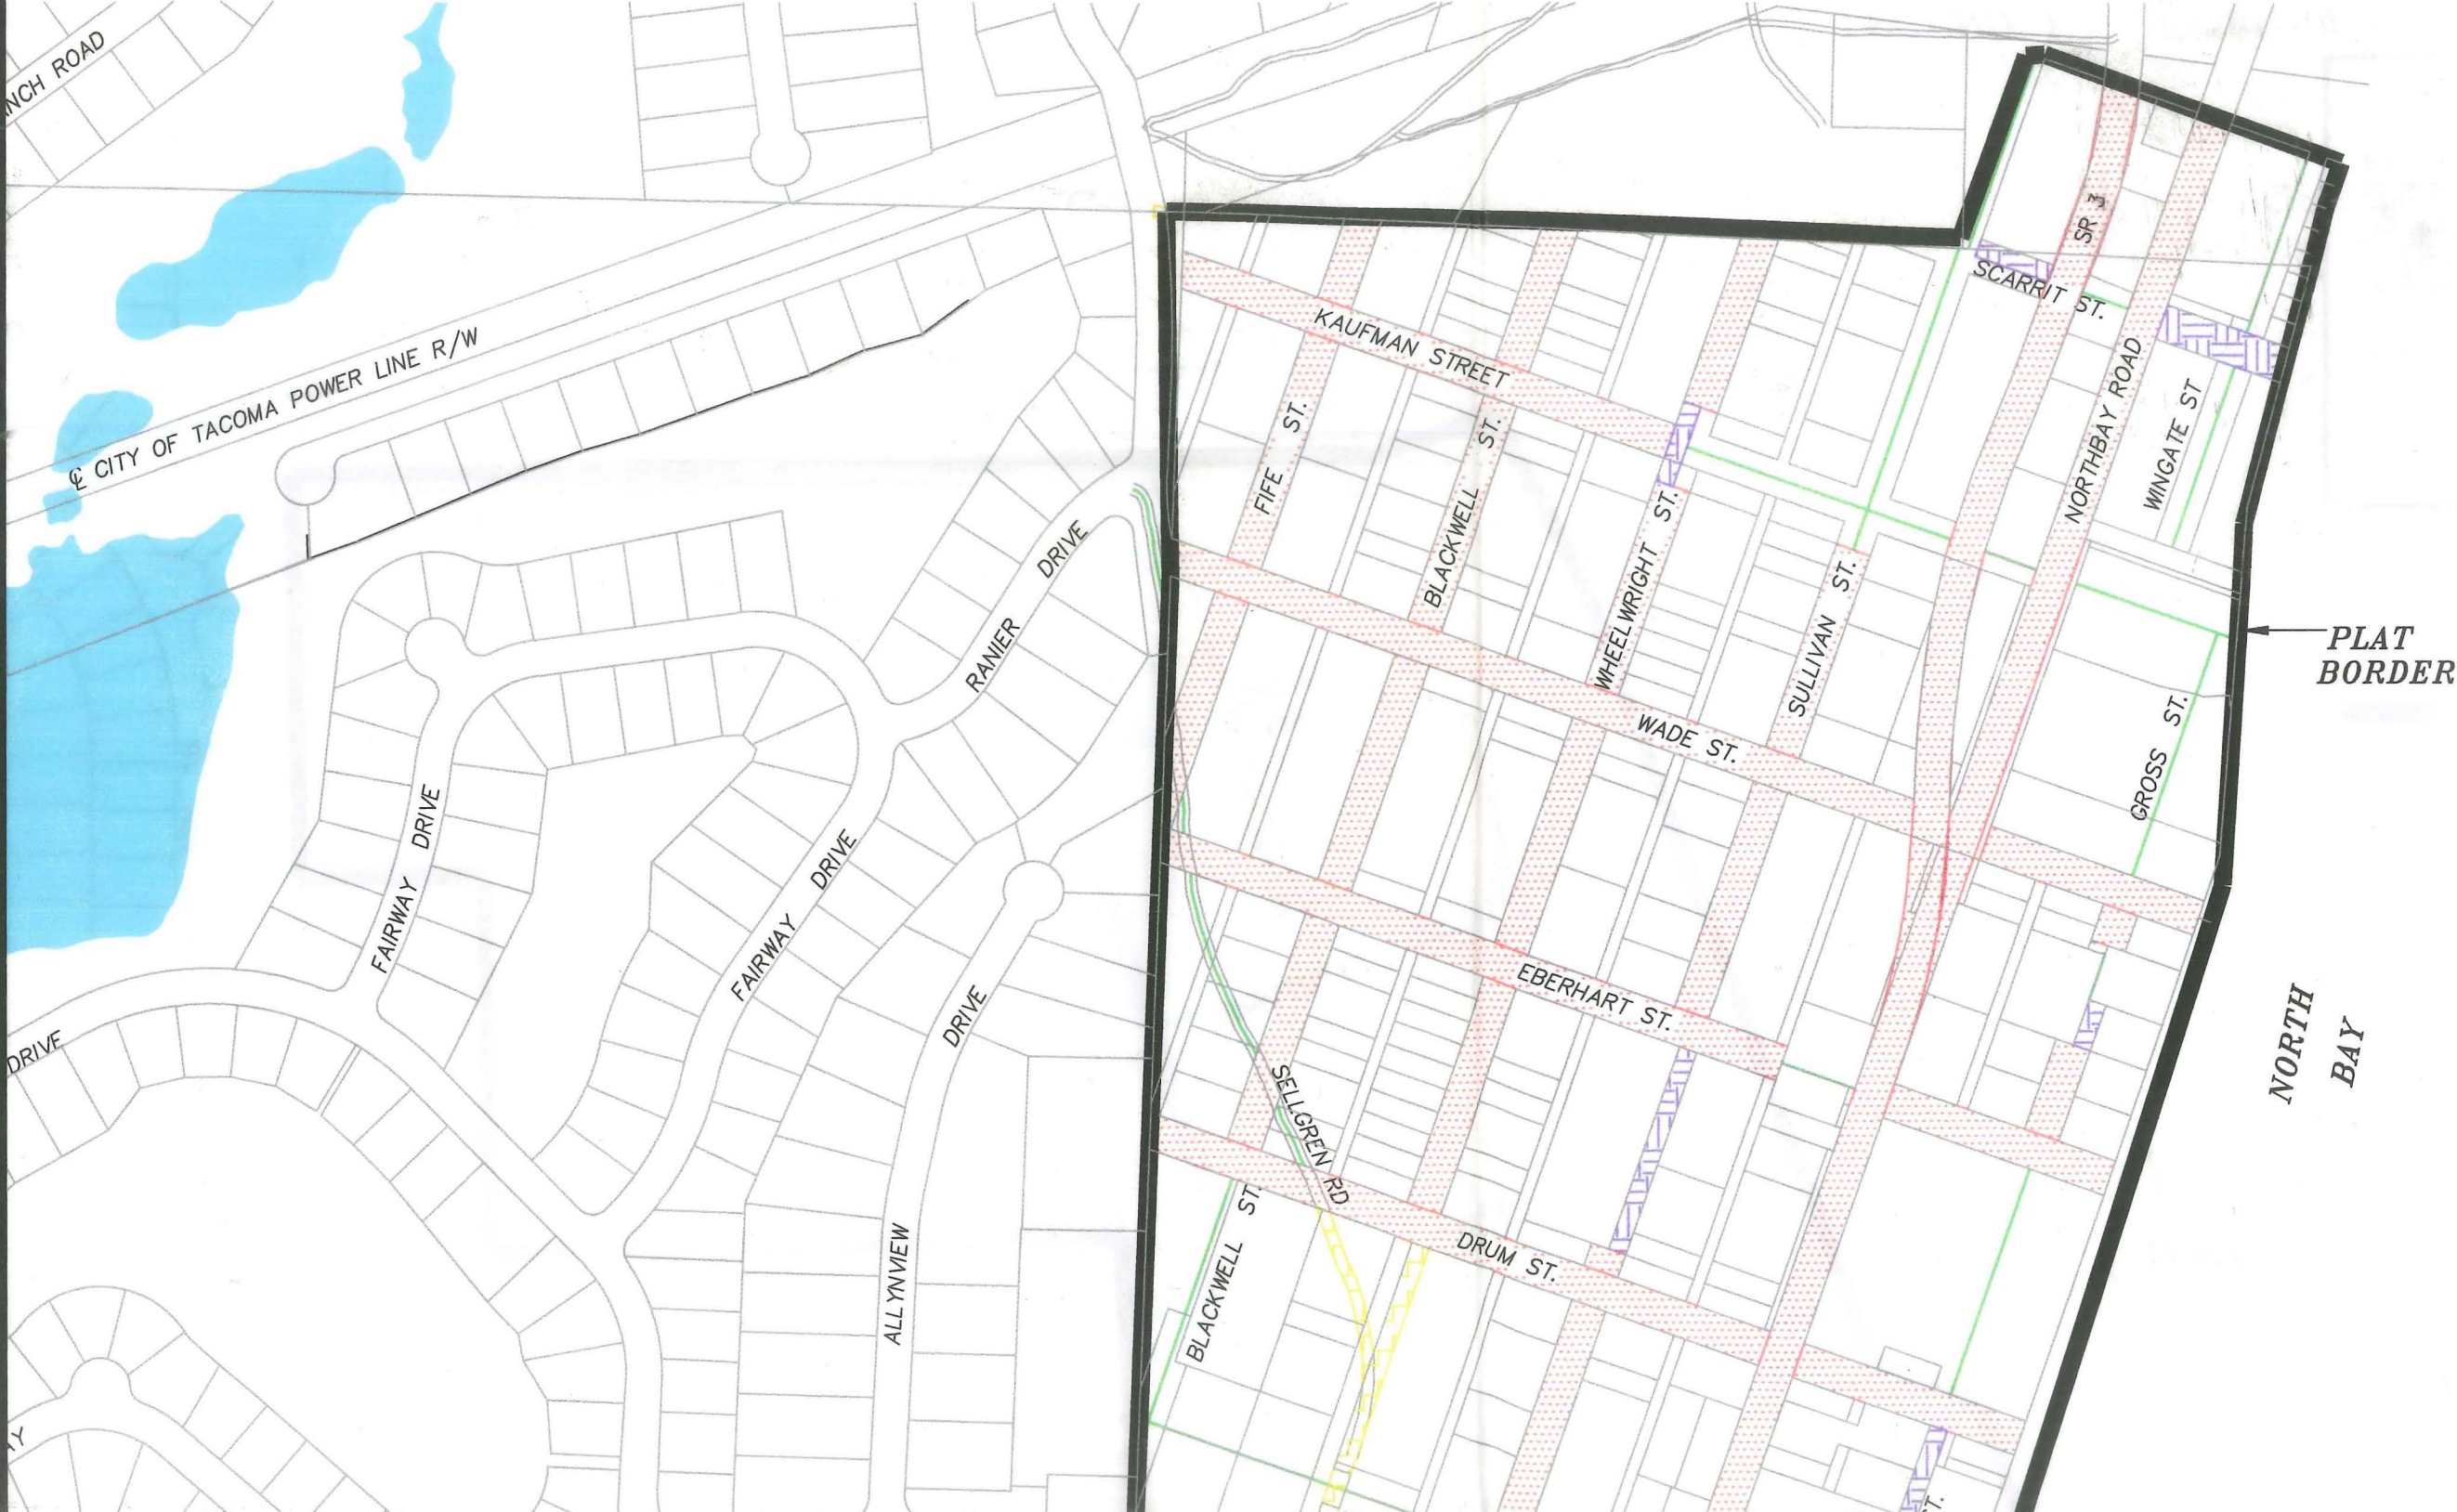 NCH ROAD
℄ CITY OF TACOMA POWER LINE R/W
SR 3
SCARRIT ST.
KAUFMAN STREET
FIFE ST.
BLACKWELL ST.
WHEELWRIGHT ST.
SULLIVAN ST.
NORTHBAY ROAD
WINGATE ST
RANIER DRIVE
PLAT
BORDER
GROSS ST.
WADE ST.
FAIRWAY DRIVE
FAIRWAY DRIVE
DRIVE
EBERHART ST.
NORTH
BAY
SELLGREN RD
ALLYNVIEW DRIVE
BLACKWELL ST.
DRUM ST.
AY
T.